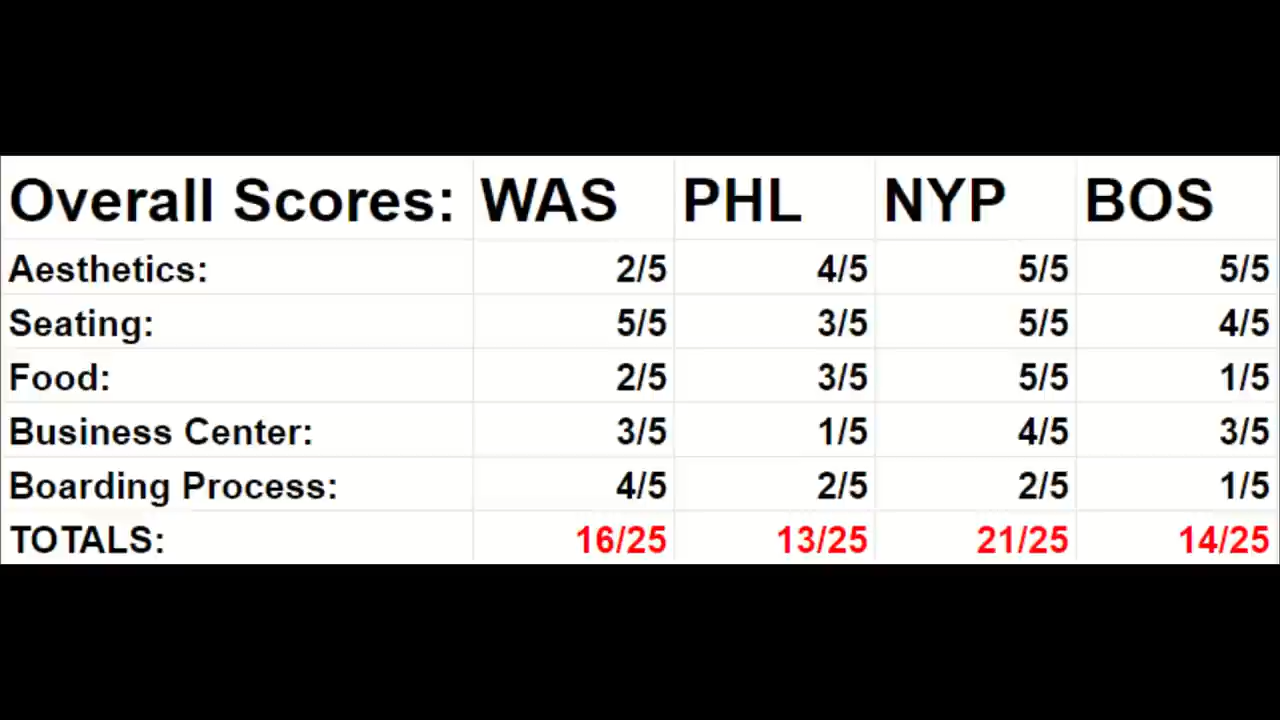 Overall Scores: WAS PHL NYP BOS
Aesthetics: 2/5 4/5 5/5 5/5
Seating: 5/5 3/5 5/5 4/5
Food: 2/5 3/5 5/5 1/5
Business Center: 3/5 1/5 4/5 3/5
Boarding Process: 4/5 2/5 2/5 1/5
TOTALS: 16/25 13/25 21/25 14/25